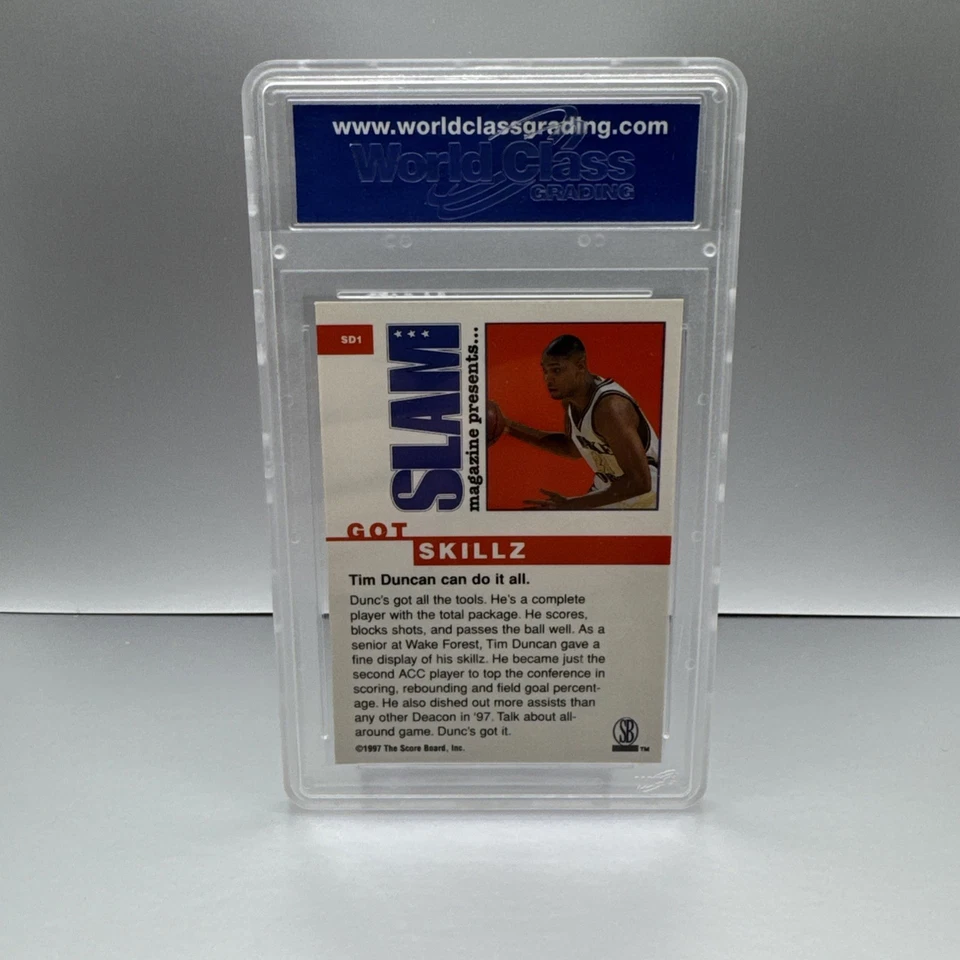 www.worldclassgrading.com
World Class
GRADING
SD1
SLAM
magazine presents...
GOT
SKILLZ
Tim Duncan can do it all.
Dunc's got all the tools. He's a complete
player with the total package. He scores,
blocks shots, and passes the ball well. As a
senior at Wake Forest, Tim Duncan gave a
fine display of his skillz. He became just the
second ACC player to top the conference in
scoring, rebounding and field goal percent-
age. He also dished out more assists than
any other Deacon in '97. Talk about all-
around game. Dunc's got it.
©1997 The Score Board, Inc.
SB
TM